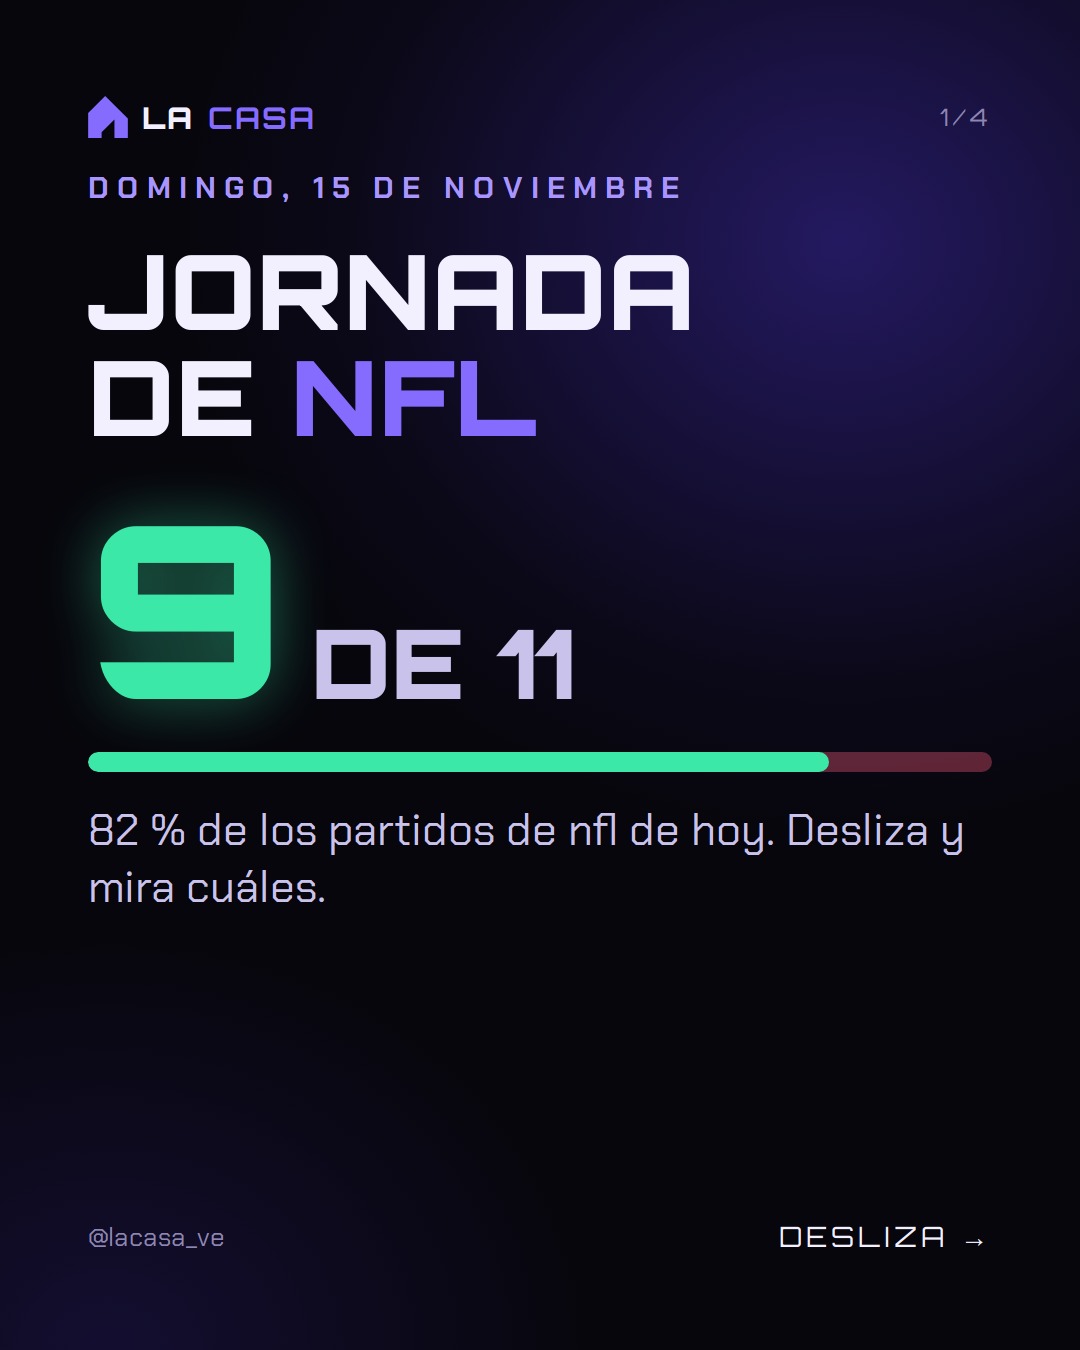 LA CASA
1/4
DOMINGO, 15 DE NOVIEMBRE
JORNADA
DE NFL
9 DE 11
82 % de los partidos de nfl de hoy. Desliza y
mira cuáles.
@lacasa_ve
DESLIZA →